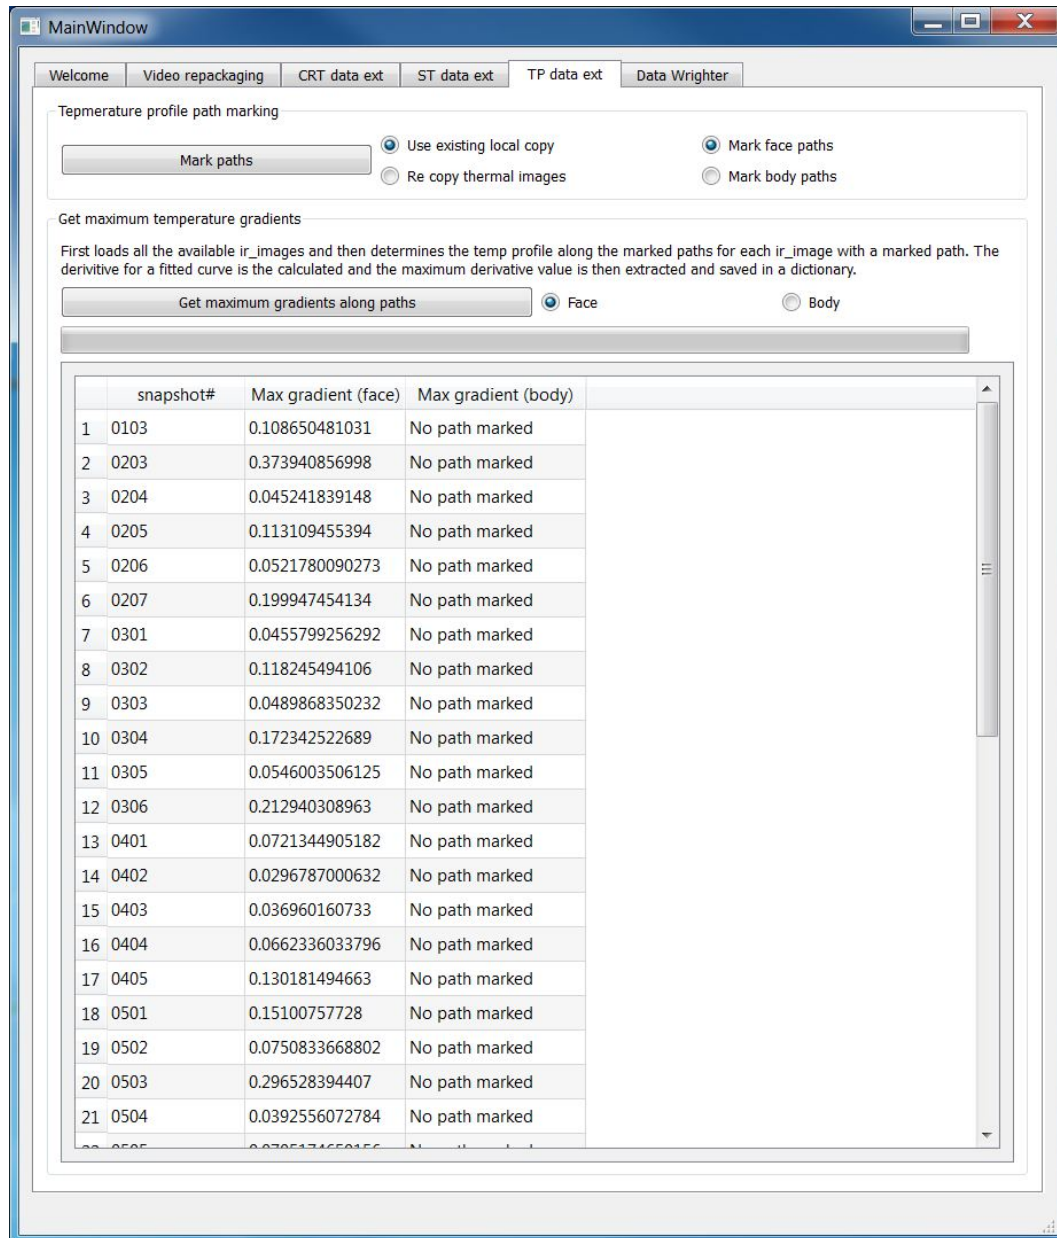 MainWindow
Welcome Video repackaging CRT data ext ST data ext TP data ext Data Wrighter
Tepmerature profile path marking
Mark paths Use existing local copy Mark face paths
Re copy thermal images Mark body paths
Get maximum temperature gradients
First loads all the available ir_images and then determines the temp profile along the marked paths for each ir_image with a marked path. The
derivitive for a fitted curve is the calculated and the maximum derivative value is then extracted and saved in a dictionary.
Get maximum gradients along paths Face Body
snapshot# Max gradient (face) Max gradient (body)
1 0103 0.108650481031 No path marked
2 0203 0.373940856998 No path marked
3 0204 0.045241839148 No path marked
4 0205 0.113109455394 No path marked
5 0206 0.0521780090273 No path marked
6 0207 0.199947454134 No path marked
7 0301 0.0455799256292 No path marked
8 0302 0.118245494106 No path marked
9 0303 0.0489868350232 No path marked
10 0304 0.172342522689 No path marked
11 0305 0.0546003506125 No path marked
12 0306 0.212940308963 No path marked
13 0401 0.0721344905182 No path marked
14 0402 0.0296787000632 No path marked
15 0403 0.036960160733 No path marked
16 0404 0.0662336033796 No path marked
17 0405 0.130181494663 No path marked
18 0501 0.15100757728 No path marked
19 0502 0.0750833668802 No path marked
20 0503 0.296528394407 No path marked
21 0504 0.0392556072784 No path marked